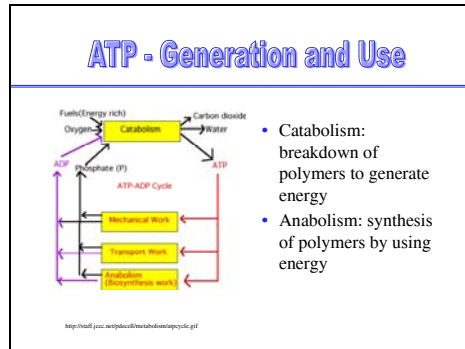 ATP - Generation and Use
Fuels(Energy rich)
Oxygen
Catabolism
Carbon dioxide
Water
ADP
Phosphate (P)
ATP
ATP-ADP Cycle
Mechanical Work
Transport Work
Anabolism
(Biosynthesis work)
• Catabolism:
breakdown of
polymers to generate
energy
• Anabolism: synthesis
of polymers by using
energy
http://staff.jccc.net/pdecell/metabolism/atpcycle.gif